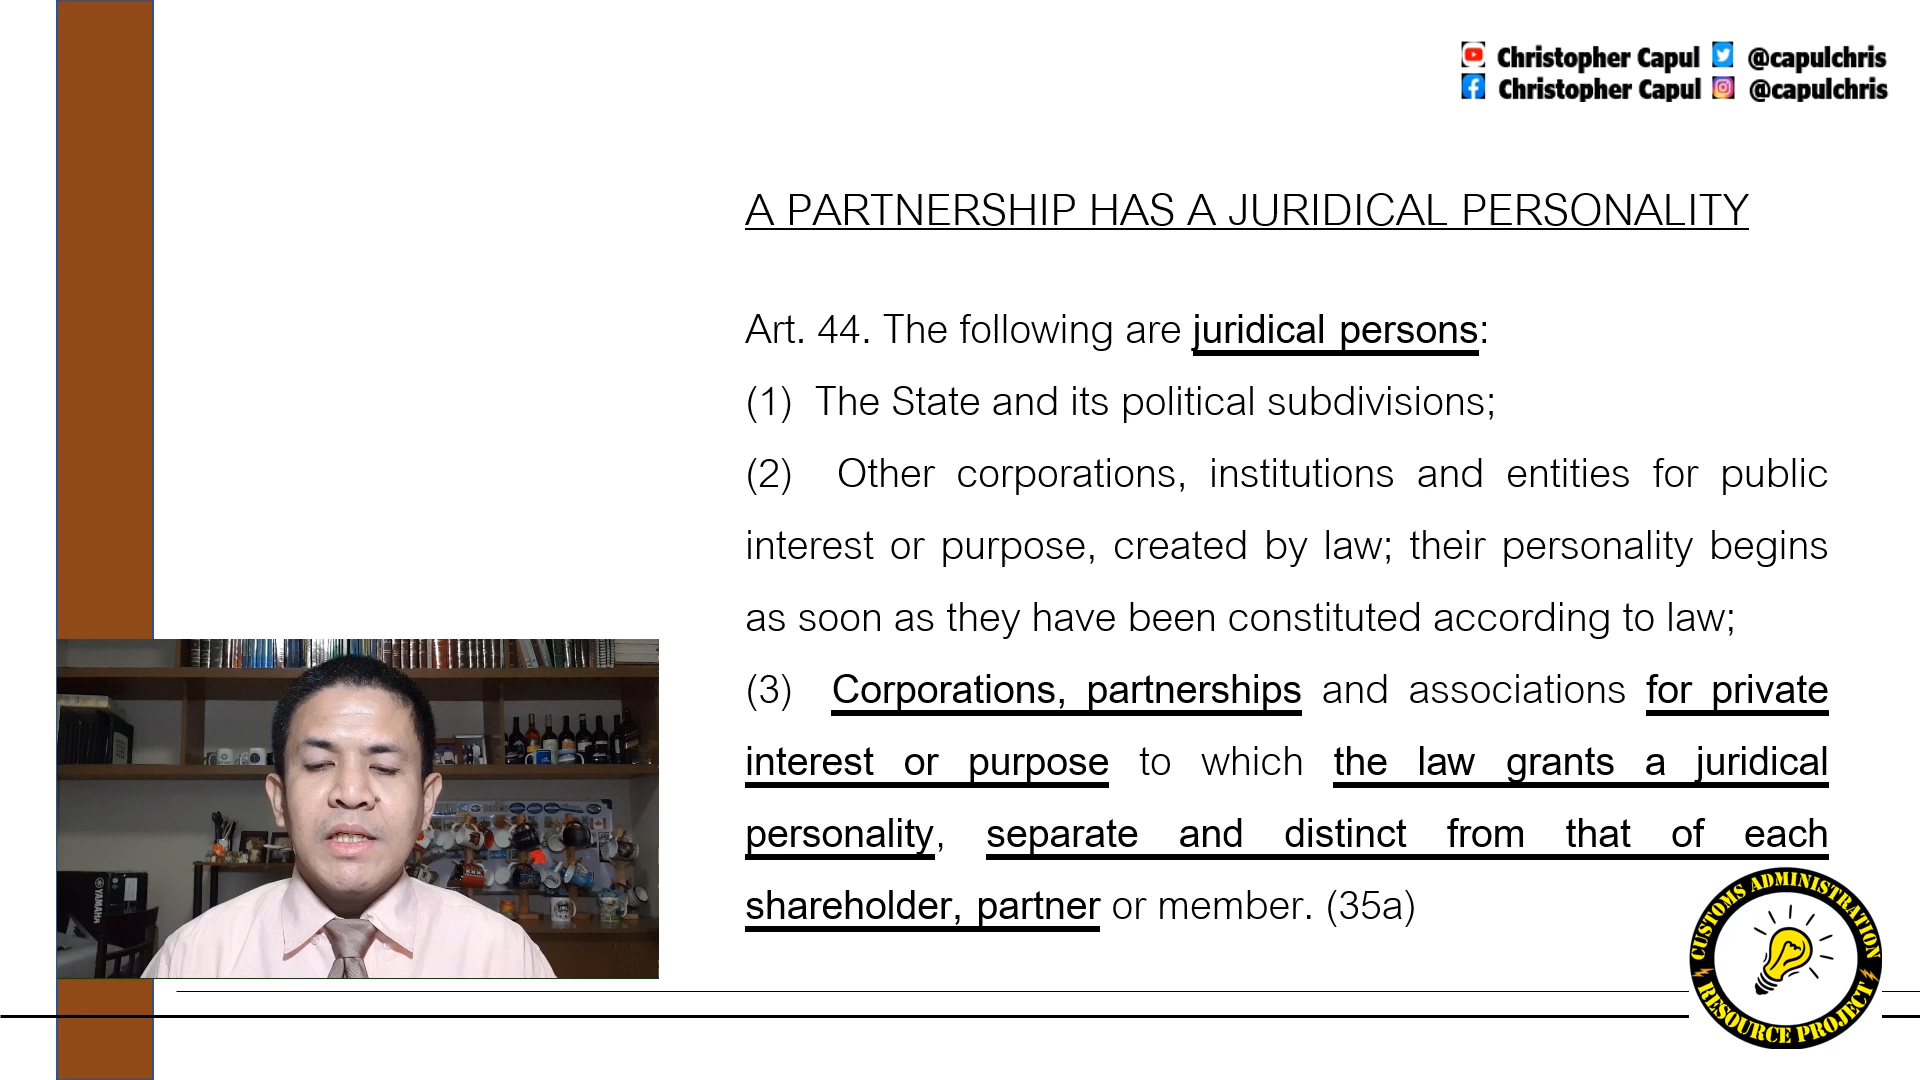 Christopher Capul @capulchris
Christopher Capul @capulchris
A PARTNERSHIP HAS A JURIDICAL PERSONALITY
Art. 44. The following are juridical persons:
(1) The State and its political subdivisions;
(2) Other corporations, institutions and entities for public
interest or purpose, created by law; their personality begins
as soon as they have been constituted according to law;
(3) Corporations, partnerships and associations for private
interest or purpose to which the law grants a juridical
personality, separate and distinct from that of each
shareholder, partner or member. (35a)
YAMAHA
CUSTOMS ADMINISTRATION
RESOURCE PROJECT